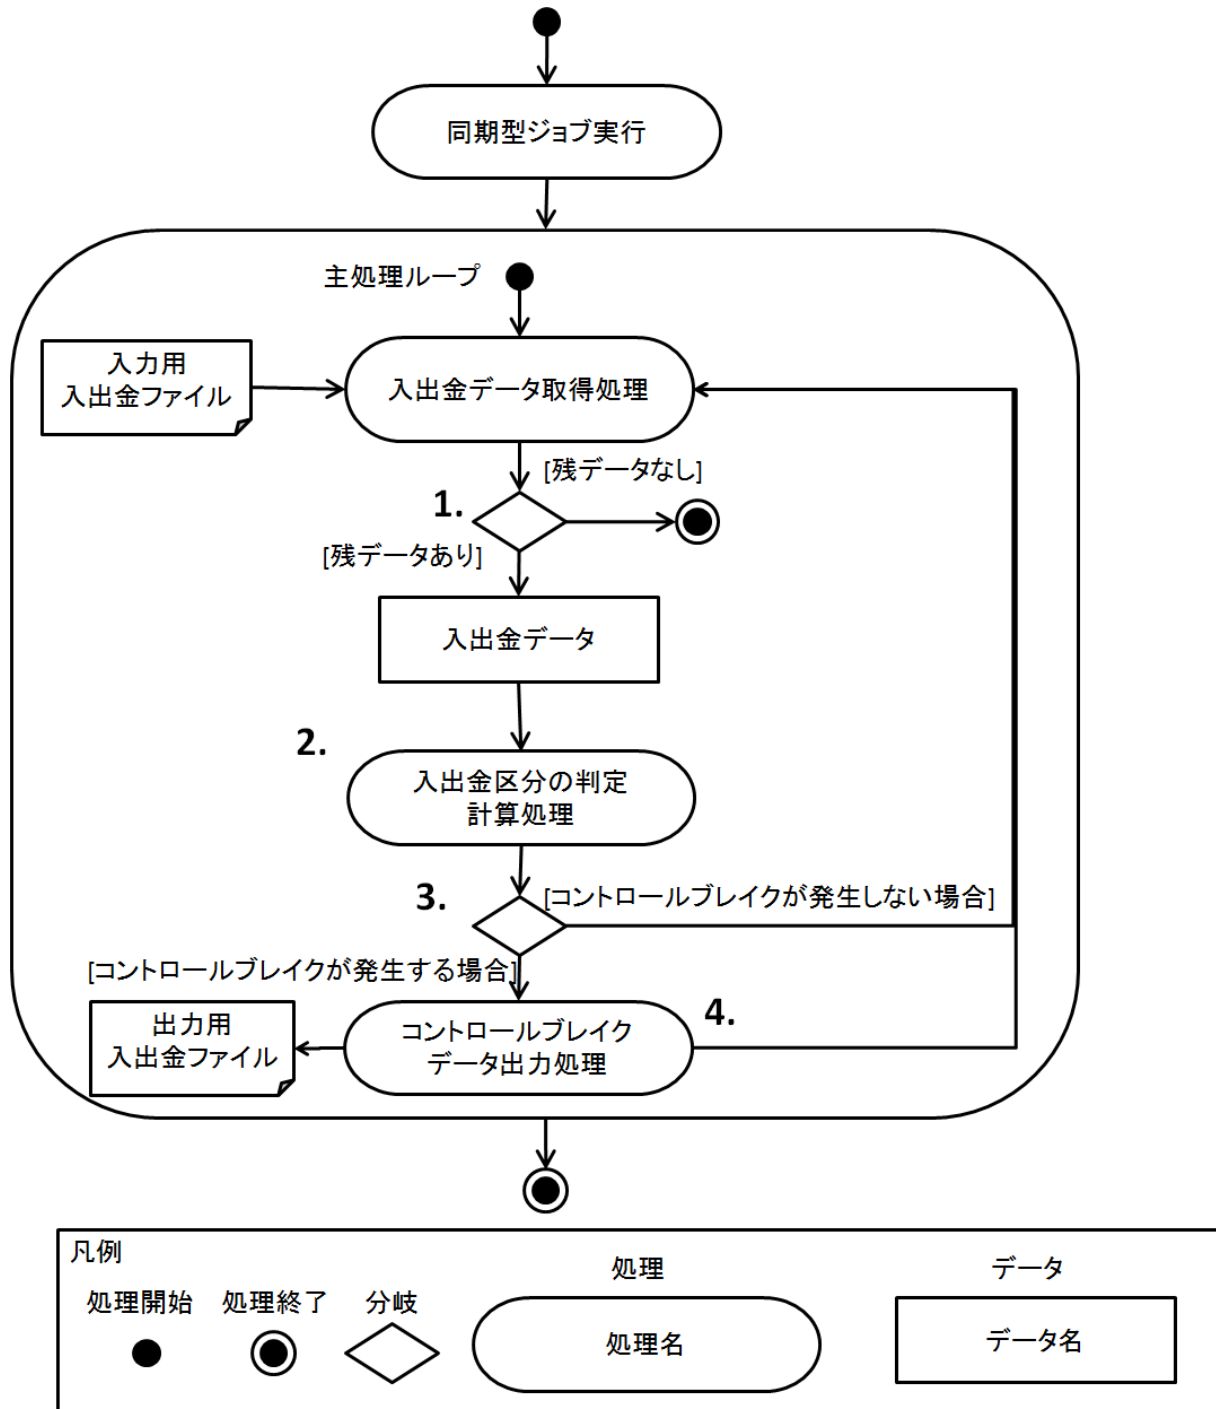 同期型ジョブ実行
主処理ループ
入力用
入出金ファイル
入出金データ取得処理
[残データなし]
1.
[残データあり]
入出金データ
2.
入出金区分の判定
計算処理
3.
[コントロールブレイクが発生しない場合]
[コントロールブレイクが発生する場合]
出力用
入出金ファイル
コントロールブレイク
データ出力処理
4.
凡例
処理
データ
処理開始
処理終了
分岐
処理名
データ名